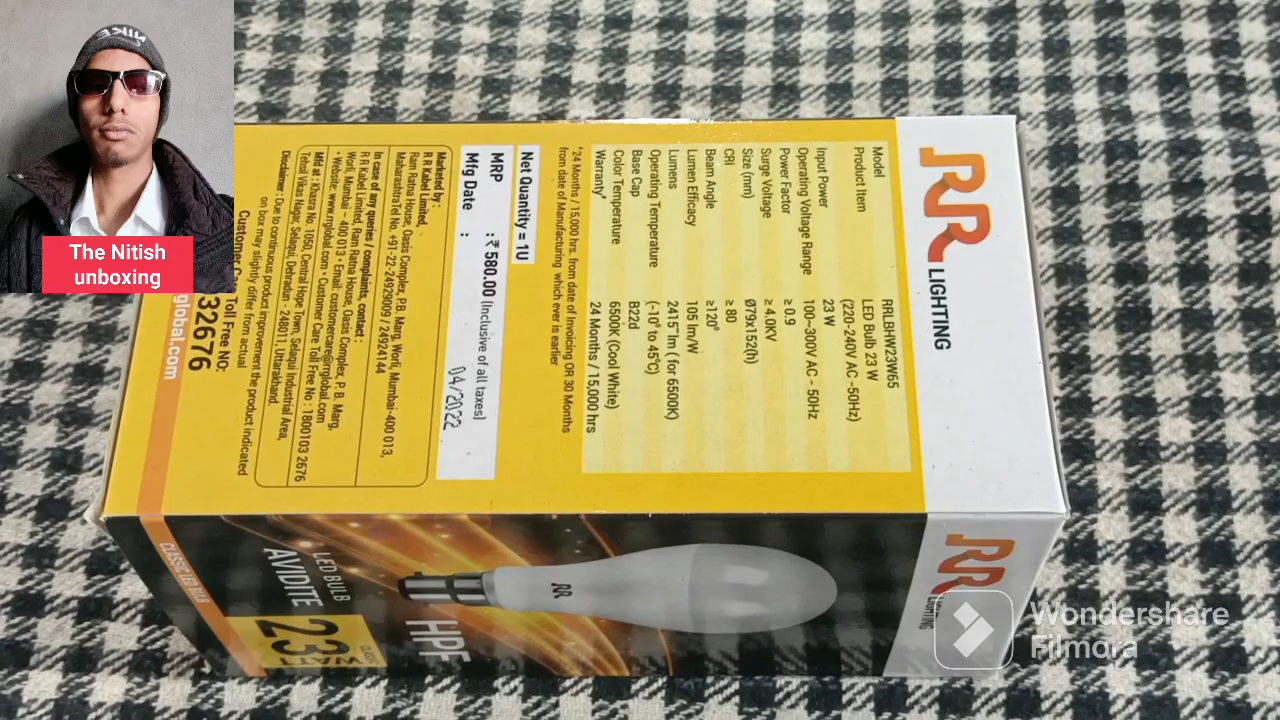 NIKE
The Nitish
unboxing
RR
LIGHTING
Model RRLBHW23W65
Product Item LED Bulb 23 W
(220-240V AC -50Hz)
Input Power 23 W
Operating Voltage Range 100~300V AC - 50Hz
Power Factor ≥ 0.9
Surge Voltage ≥ 4.0KV
Size (mm) Ø79x152(h)
CRI ≥ 80
Beam Angle ≥120°
Lumen Efficacy 105 lm/W
Lumens 2415~lm ( for 6500K)
Operating Temperature (-10° to 45°C)
Base Cap B22d
Color Temperature 6500K (Cool White)
Warranty* 24 Months / 15,000 hrs
*24 Months / 15,000 hrs. from date of Invoicing OR 30 Months
from date of Manufacturing which ever is earlier
Net Quantity = 1U
MRP :₹ 580.00 (Inclusive of all taxes)
Mfg Date : 04/2022
Marketed by :
R R Kabel Limited,
Ram Ratna House, Oasis Complex, P.B. Marg, Worli, Mumbai-400 013,
Maharashtra Tel No. +91-22-24929009 / 24924144
In case of any queries / complaints, contact :
R R Kabel Limited, Ram Ratna House, Oasis Complex, P. B. Marg,
Worli, Mumbai – 400 013 • Email: customercare@rrglobal.com
• Website: www.rrglobal.com • Customer Care Toll Free No : 1800103 2676
Mfd at : Khasra No. 1050, Central Hope Town, Selaqui Industrial Area,
Tehsil Vikas Nagar, Selaqui, Dehradun - 248011, Uttarakhand.
Disclaimer : Due to continuous product improvement the product indicated
on box may slightly differ from actual
Customer
Toll Free NO:
32676
global.com
RR
LIGHTING
RR
LED BULB
AVIDITE HPF
23 WATT
CLASSIC
CLASSIC LED BULB
Wondershare
Filmora